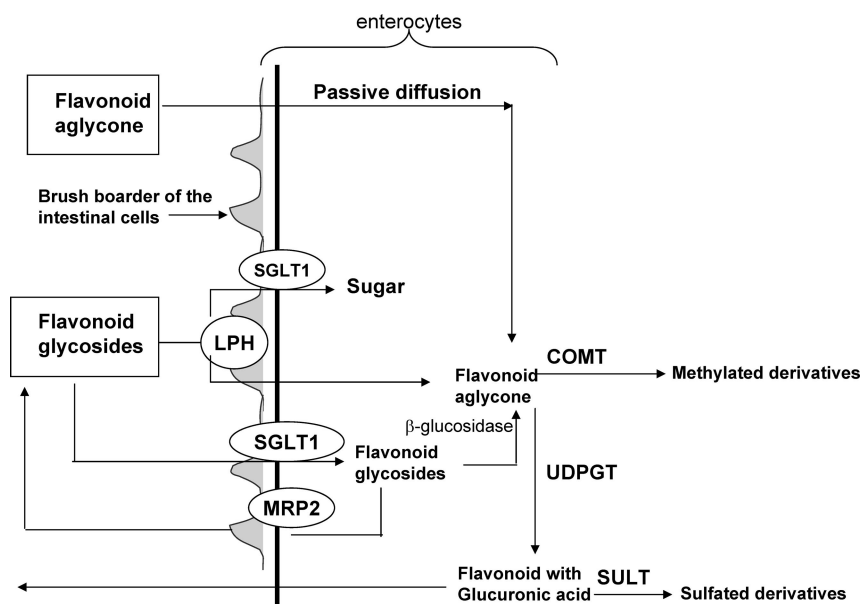 enterocytes
Flavonoid
aglycone
Passive diffusion
Brush boarder of the
intestinal cells
SGLT1
Sugar
Flavonoid
glycosides
LPH
COMT
Flavonoid
aglycone
Methylated derivatives
β-glucosidase
SGLT1
Flavonoid
glycosides
UDPGT
MRP2
Flavonoid with
Glucuronic acid
SULT
Sulfated derivatives